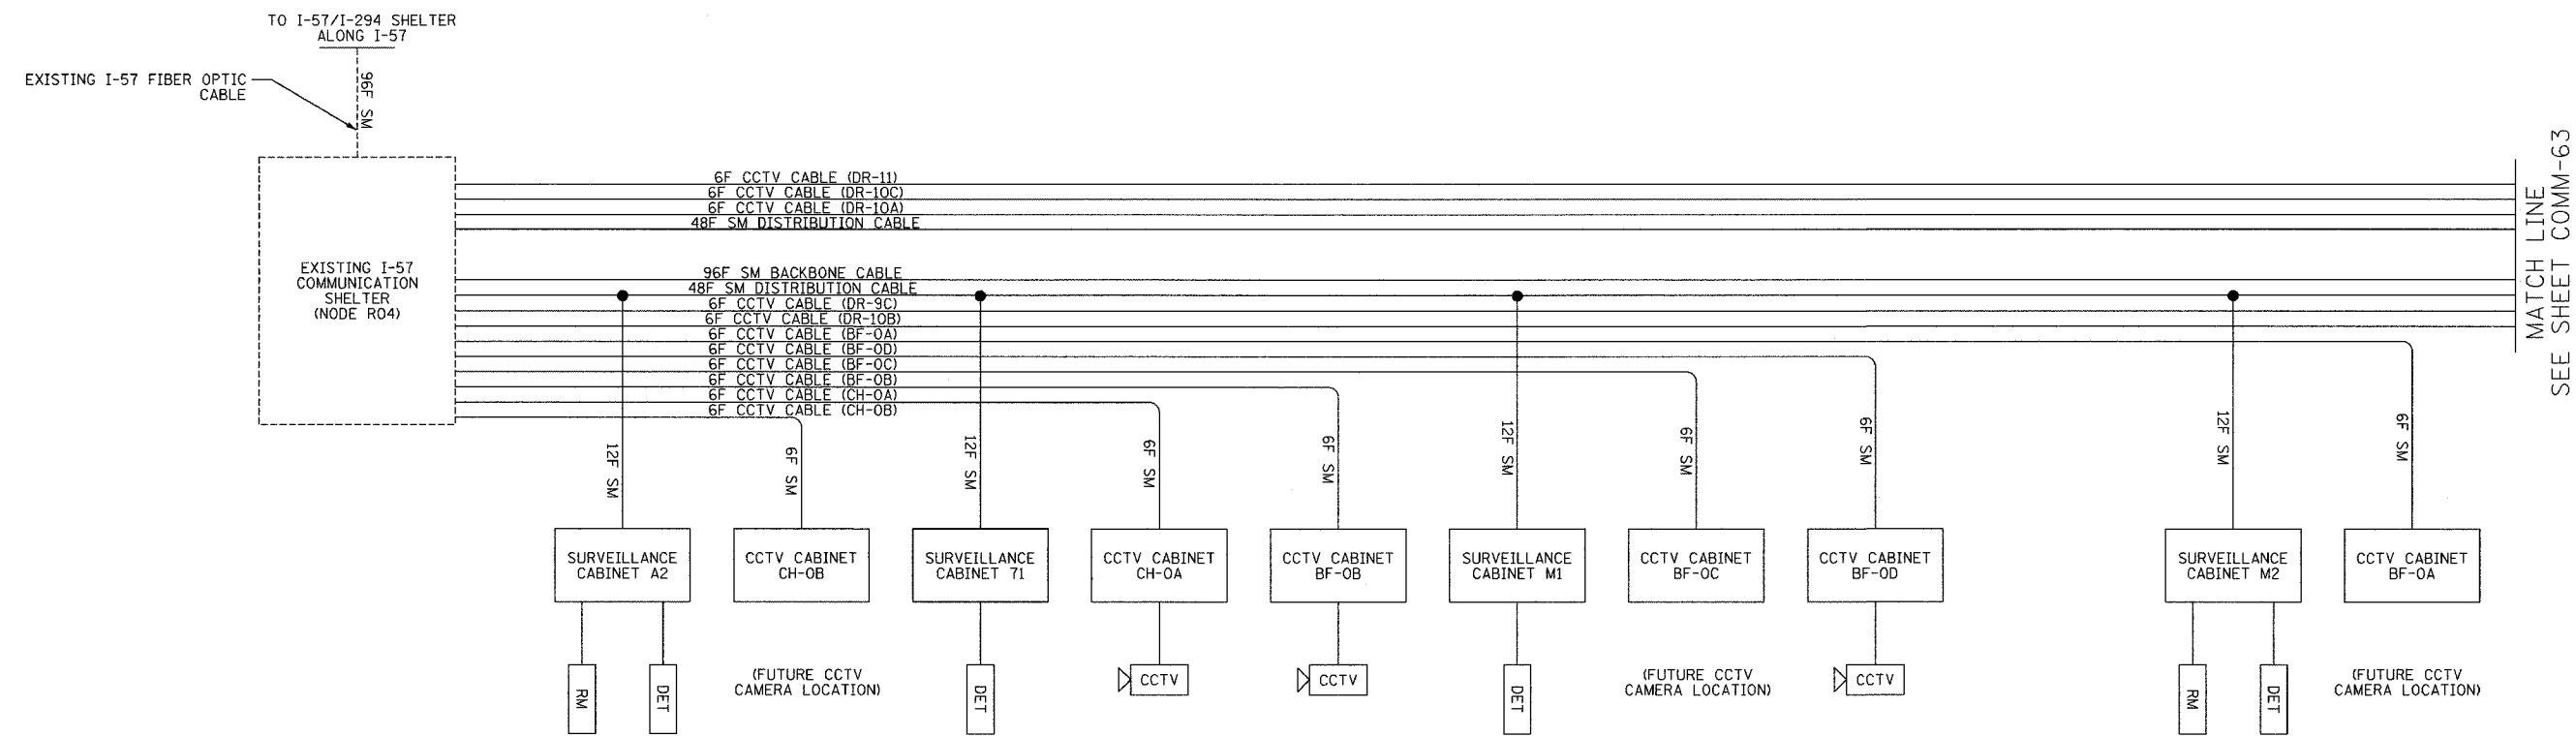 TO I-57/I-294 SHELTER
ALONG I-57
EXISTING I-57 FIBER OPTIC
CABLE
96F SM
EXISTING I-57
COMMUNICATION
SHELTER
(NODE R04)
6F CCTV CABLE (DR-11)
6F CCTV CABLE (DR-10C)
6F CCTV CABLE (DR-10A)
48F SM DISTRIBUTION CABLE
96F SM BACKBONE CABLE
48F SM DISTRIBUTION CABLE
6F CCTV CABLE (DR-9C)
6F CCTV CABLE (DR-10B)
6F CCTV CABLE (BF-0A)
6F CCTV CABLE (BF-0D)
6F CCTV CABLE (BF-0C)
6F CCTV CABLE (BF-0B)
6F CCTV CABLE (CH-0A)
6F CCTV CABLE (CH-0B)
MATCH LINE
SEE SHEET COMM-63
12F SM
6F SM
12F SM
6F SM
6F SM
12F SM
6F SM
6F SM
12F SM
6F SM
SURVEILLANCE
CABINET A2
CCTV CABINET
CH-0B
SURVEILLANCE
CABINET 71
CCTV CABINET
CH-0A
CCTV CABINET
BF-0B
SURVEILLANCE
CABINET M1
CCTV CABINET
BF-0C
CCTV CABINET
BF-0D
SURVEILLANCE
CABINET M2
CCTV CABINET
BF-0A
RM
DET
(FUTURE CCTV
CAMERA LOCATION)
DET
CCTV
CCTV
DET
(FUTURE CCTV
CAMERA LOCATION)
CCTV
RM
DET
(FUTURE CCTV
CAMERA LOCATION)